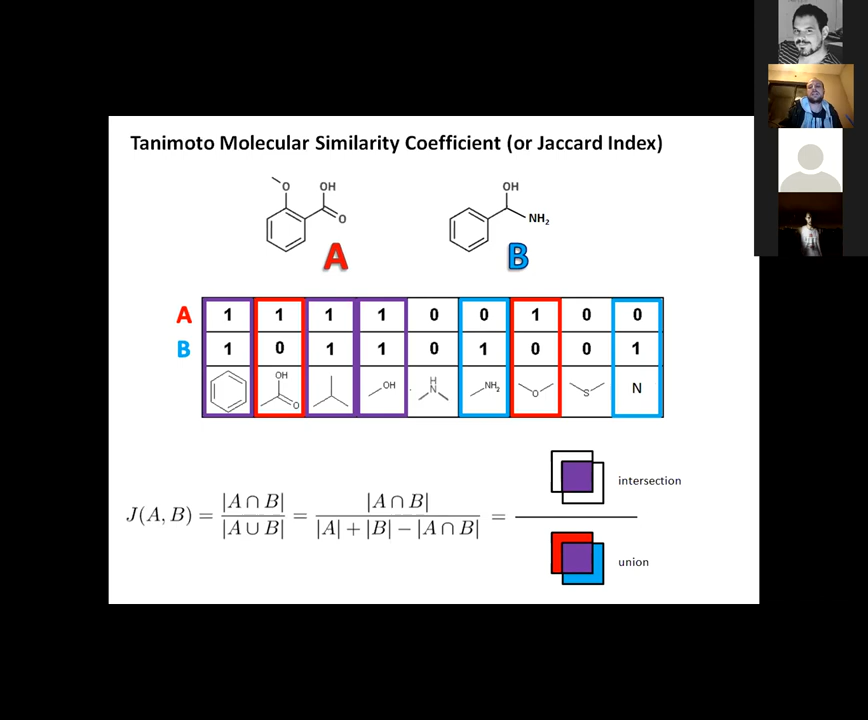 Tanimoto Molecular Similarity Coefficient (or Jaccard Index)
O OH
O
OH
NH₂
A B
A 1 1 1 1 0 0 1 0 0
B 1 0 1 1 0 1 0 0 1
OH O OH H N NH₂ O S N
J(A, B) = |A ∩ B| / |A ∪ B| = |A ∩ B| / |A| + |B| − |A ∩ B| =
intersection
union